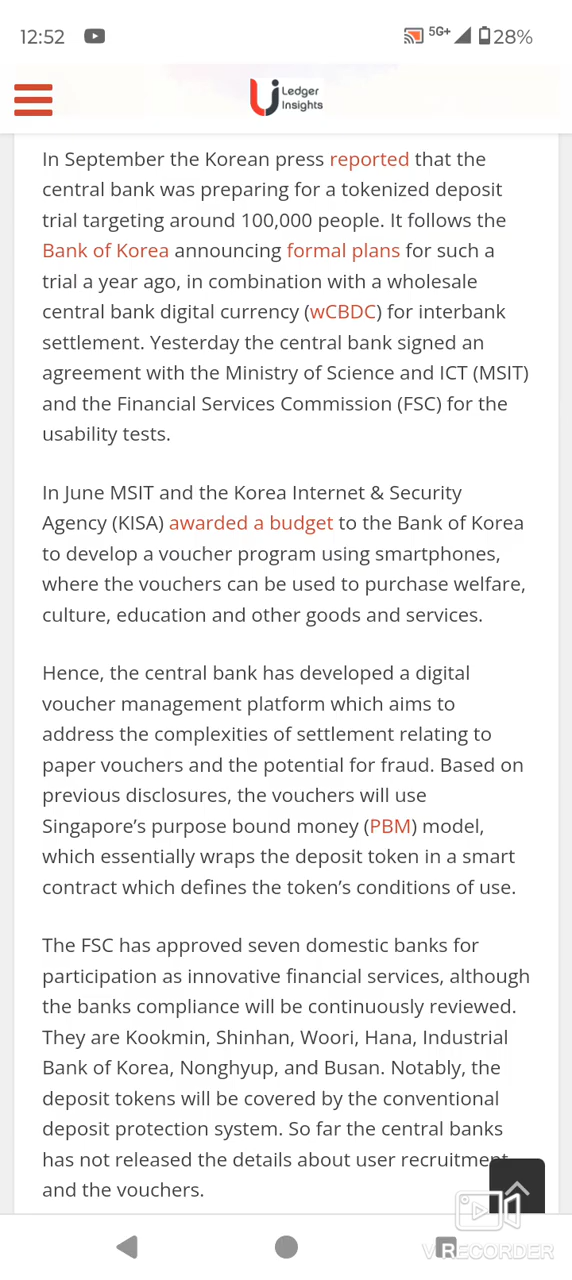 12:52
5G+
28%
Ledger
Insights
In September the Korean press reported that the
central bank was preparing for a tokenized deposit
trial targeting around 100,000 people. It follows the
Bank of Korea announcing formal plans for such a
trial a year ago, in combination with a wholesale
central bank digital currency (wCBDC) for interbank
settlement. Yesterday the central bank signed an
agreement with the Ministry of Science and ICT (MSIT)
and the Financial Services Commission (FSC) for the
usability tests.
In June MSIT and the Korea Internet & Security
Agency (KISA) awarded a budget to the Bank of Korea
to develop a voucher program using smartphones,
where the vouchers can be used to purchase welfare,
culture, education and other goods and services.
Hence, the central bank has developed a digital
voucher management platform which aims to
address the complexities of settlement relating to
paper vouchers and the potential for fraud. Based on
previous disclosures, the vouchers will use
Singapore’s purpose bound money (PBM) model,
which essentially wraps the deposit token in a smart
contract which defines the token’s conditions of use.
The FSC has approved seven domestic banks for
participation as innovative financial services, although
the banks compliance will be continuously reviewed.
They are Kookmin, Shinhan, Woori, Hana, Industrial
Bank of Korea, Nonghyup, and Busan. Notably, the
deposit tokens will be covered by the conventional
deposit protection system. So far the central banks
has not released the details about user recruitment
and the vouchers.
VRECORDER